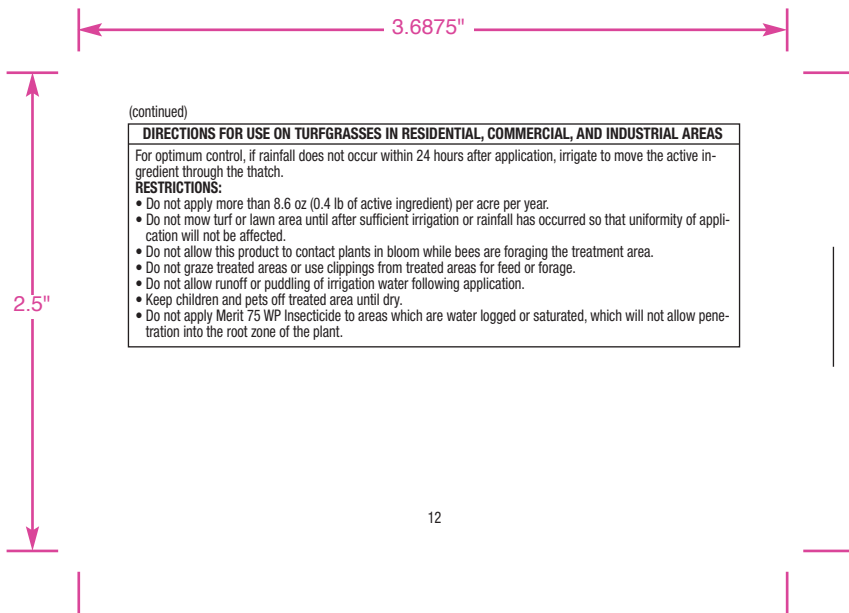 3.6875"
(continued)
DIRECTIONS FOR USE ON TURFGRASSES IN RESIDENTIAL, COMMERCIAL, AND INDUSTRIAL AREAS
For optimum control, if rainfall does not occur within 24 hours after application, irrigate to move the active in-
gredient through the thatch.
RESTRICTIONS:
• Do not apply more than 8.6 oz (0.4 lb of active ingredient) per acre per year.
• Do not mow turf or lawn area until after sufficient irrigation or rainfall has occurred so that uniformity of appli-
cation will not be affected.
• Do not allow this product to contact plants in bloom while bees are foraging the treatment area.
• Do not graze treated areas or use clippings from treated areas for feed or forage.
• Do not allow runoff or puddling of irrigation water following application.
• Keep children and pets off treated area until dry.
• Do not apply Merit 75 WP Insecticide to areas which are water logged or saturated, which will not allow pene-
tration into the root zone of the plant.
2.5"
12